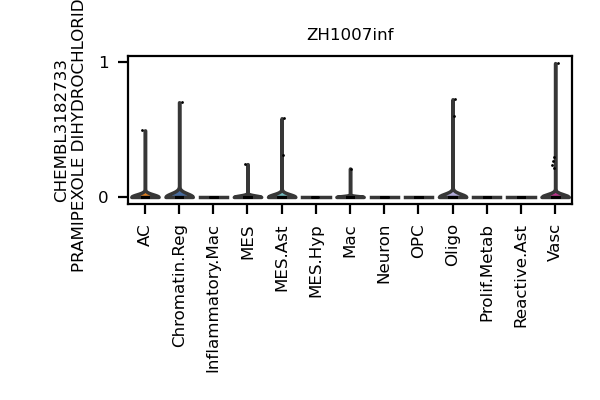 ZH1007inf
CHEMBL3182733
PRAMIPEXOLE DIHYDROCHLORID
1
0
AC
Chromatin.Reg
Inflammatory.Mac
MES
MES.Ast
MES.Hyp
Mac
Neuron
OPC
Oligo
Prolif.Metab
Reactive.Ast
Vasc